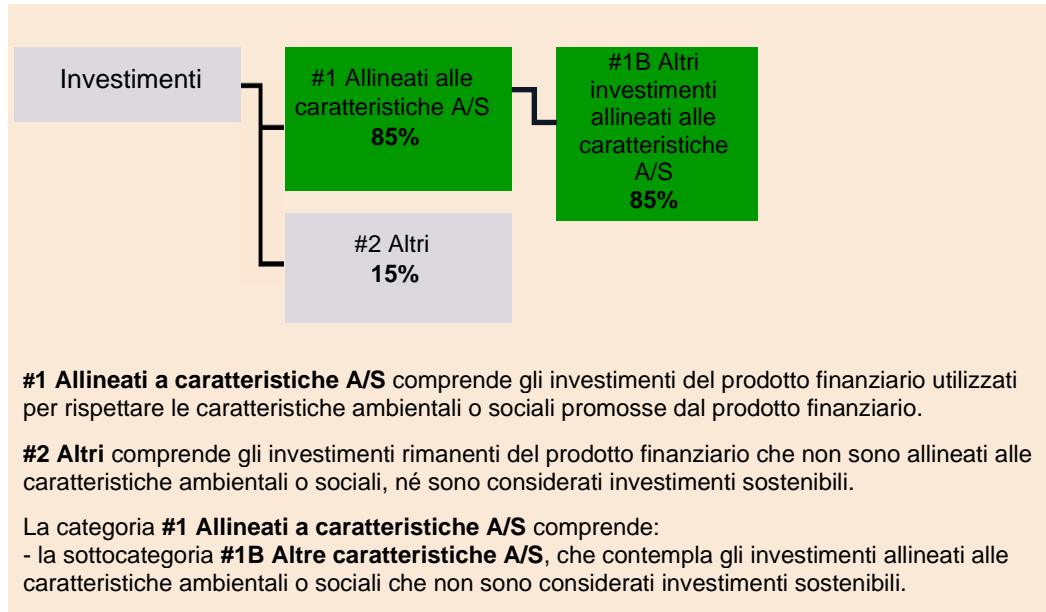 Investimenti
#1 Allineati alle
caratteristiche A/S
85%
#1B Altri
investimenti
allineati alle
caratteristiche
A/S
85%
#2 Altri
15%
#1 Allineati a caratteristiche A/S comprende gli investimenti del prodotto finanziario utilizzati
per rispettare le caratteristiche ambientali o sociali promosse dal prodotto finanziario.
#2 Altri comprende gli investimenti rimanenti del prodotto finanziario che non sono allineati alle
caratteristiche ambientali o sociali, né sono considerati investimenti sostenibili.
La categoria #1 Allineati a caratteristiche A/S comprende:
- la sottocategoria #1B Altre caratteristiche A/S, che contempla gli investimenti allineati alle
caratteristiche ambientali o sociali che non sono considerati investimenti sostenibili.